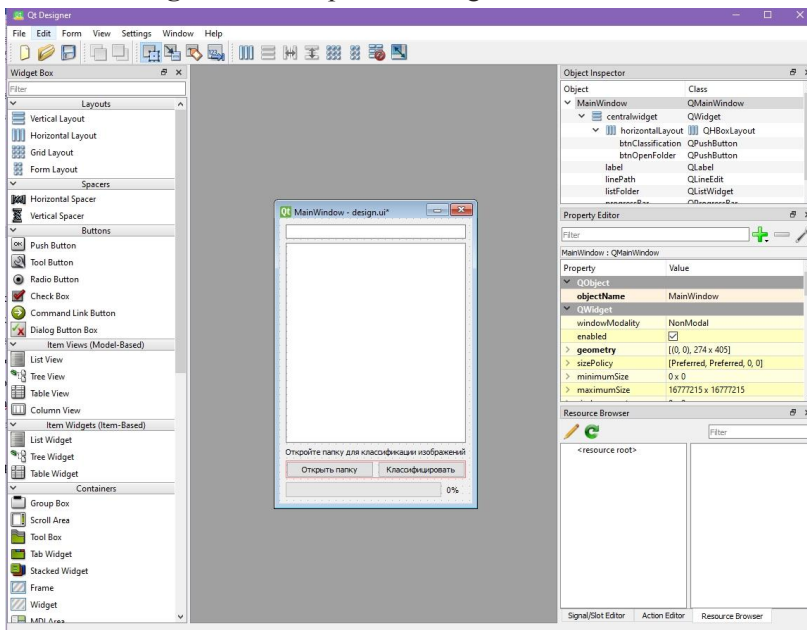 Qt Designer
File Edit Form View Settings Window Help
Widget Box
Filter
Layouts
Vertical Layout
Horizontal Layout
Grid Layout
Form Layout
Spacers
Horizontal Spacer
Vertical Spacer
Buttons
Push Button
Tool Button
Radio Button
Check Box
Command Link Button
Dialog Button Box
Item Views (Model-Based)
List View
Tree View
Table View
Column View
Item Widgets (Item-Based)
List Widget
Tree Widget
Table Widget
Containers
Group Box
Scroll Area
Tool Box
Tab Widget
Stacked Widget
Frame
Widget
MDI Area
MainWindow - design.ui*
Откройте папку для классификации изображений
Открыть папку Классифицировать
0%
Object Inspector
Object Class
MainWindow QMainWindow
centralwidget QWidget
horizontalLayout QHBoxLayout
btnClassification QPushButton
btnOpenFolder QPushButton
label QLabel
linePath QLineEdit
listFolder QListWidget
progressBar QProgressBar
Property Editor
Filter
MainWindow : QMainWindow
Property Value
QObject
objectName MainWindow
QWidget
windowModality NonModal
enabled
geometry [(0, 0), 274 x 405]
sizePolicy [Preferred, Preferred, 0, 0]
minimumSize 0 x 0
maximumSize 16777215 x 16777215
Resource Browser
Filter
<resource root>
Signal/Slot Editor Action Editor Resource Browser